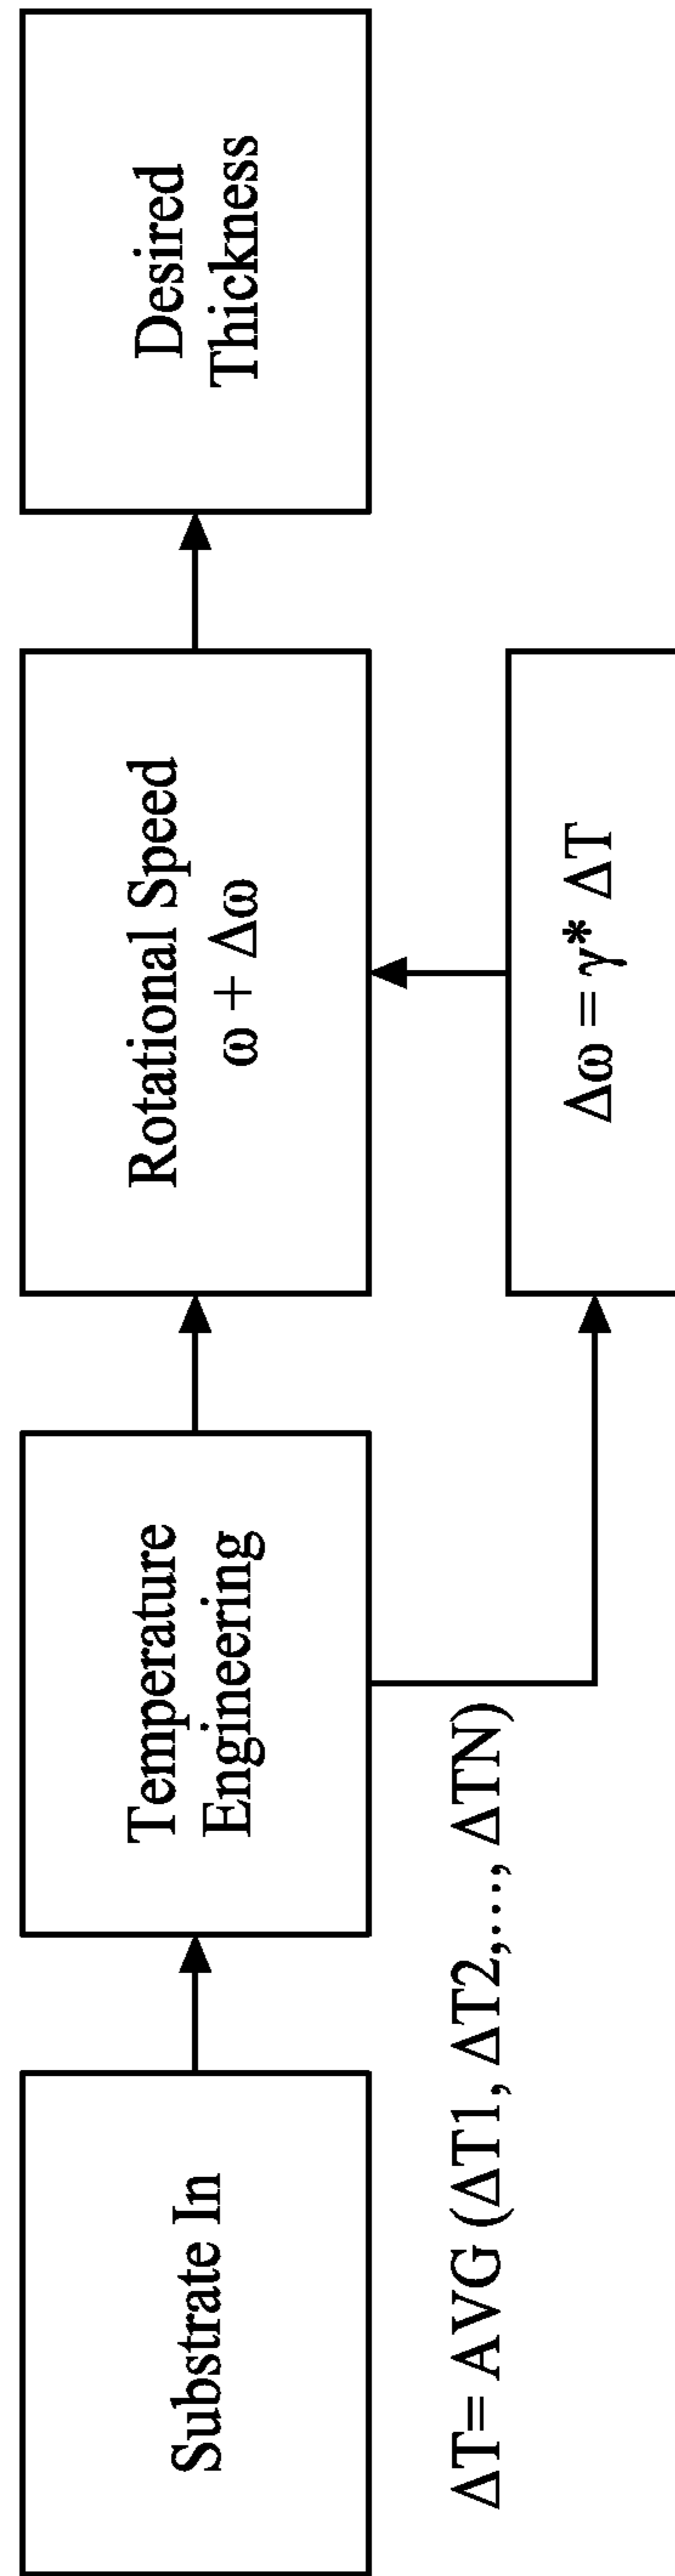 Substrate In
Temperature
Engineering
Rotational Speed
ω + Δω
Desired
Thickness
ΔT= AVG (ΔT1, ΔT2,..., ΔTN)
Δω = γ* ΔT